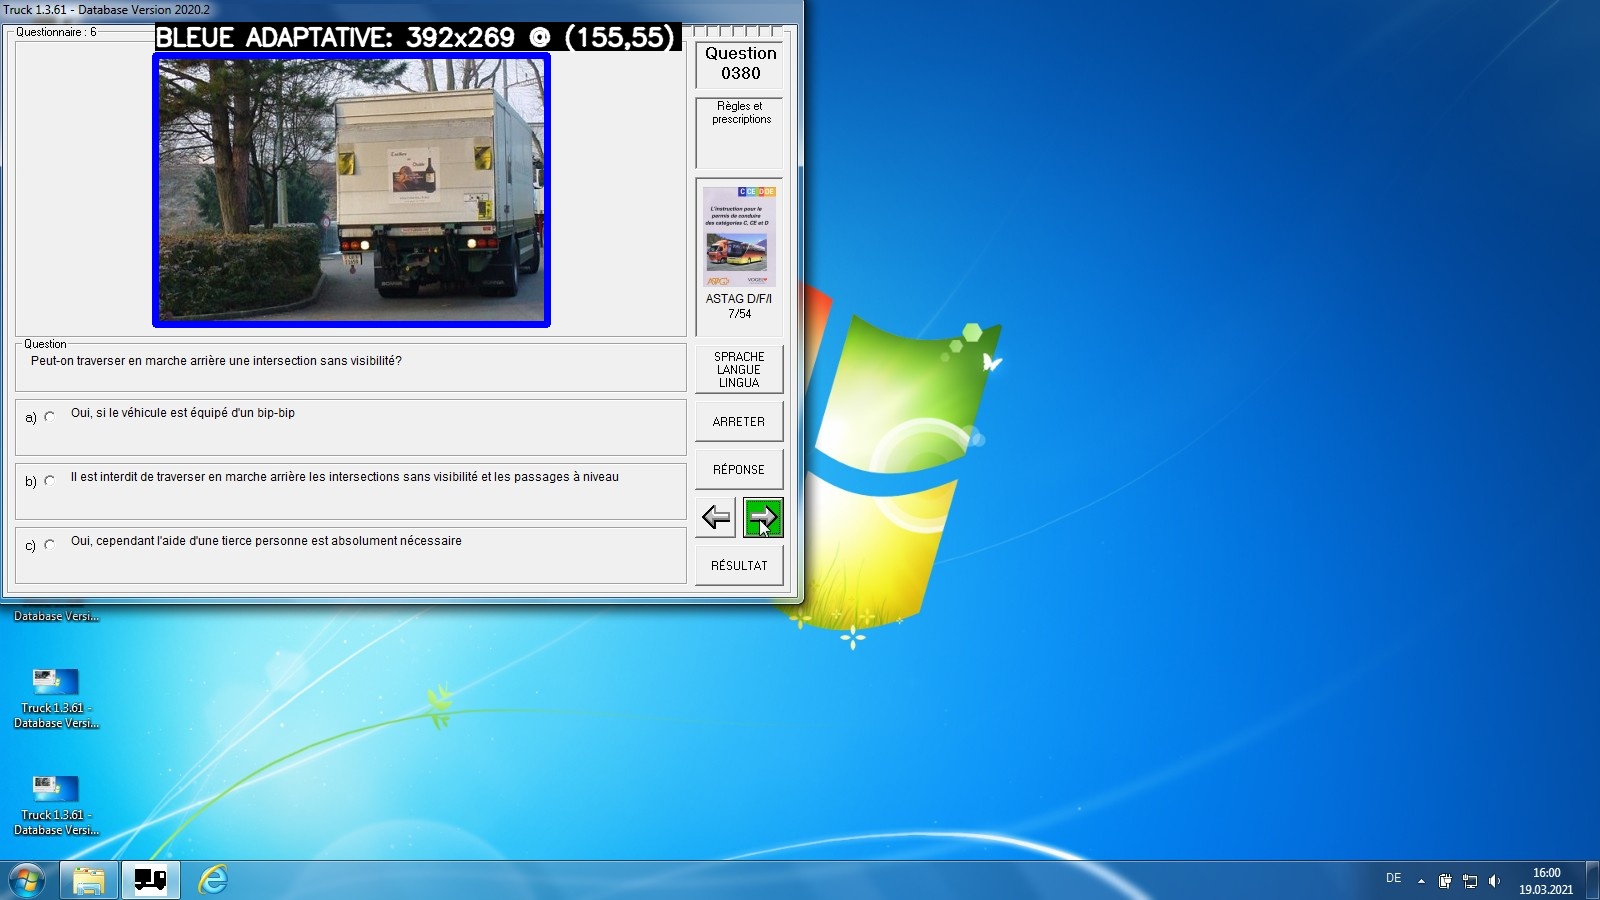 Truck 1.3.61 - Database Version 2020.2
Questionnaire : 6
BLEUE ADAPTATIVE: 392x269 @ (155,55)
Question
0380
Règles et
prescriptions
C CE D DE
L'instruction pour le
permis de conduire
des catégories C, CE et D
ASTAG D/F/I
7/54
Question
Peut-on traverser en marche arrière une intersection sans visibilité?
a) Oui, si le véhicule est équipé d'un bip-bip
b) Il est interdit de traverser en marche arrière les intersections sans visibilité et les passages à niveau
c) Oui, cependant l'aide d'une tierce personne est absolument nécessaire
SPRACHE
LANGUE
LINGUA
ARRETER
RÉPONSE
RÉSULTAT
Database Versi...
Truck 1.3.61 -
Database Versi...
Truck 1.3.61 -
Database Versi...
DE
16:00
19.03.2021